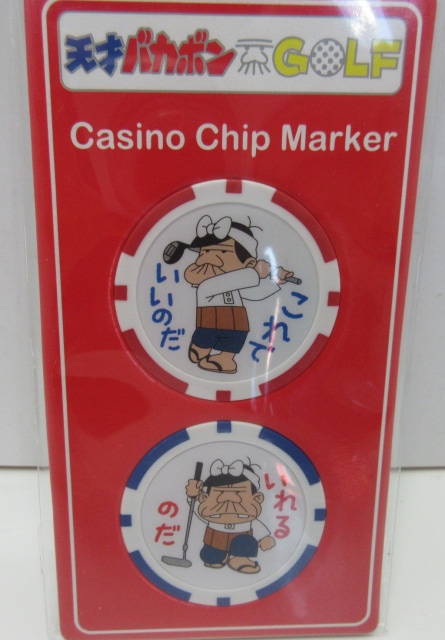 天才バカボン GOLF
Casino Chip Marker
これで
いいのだ
いれる
のだ